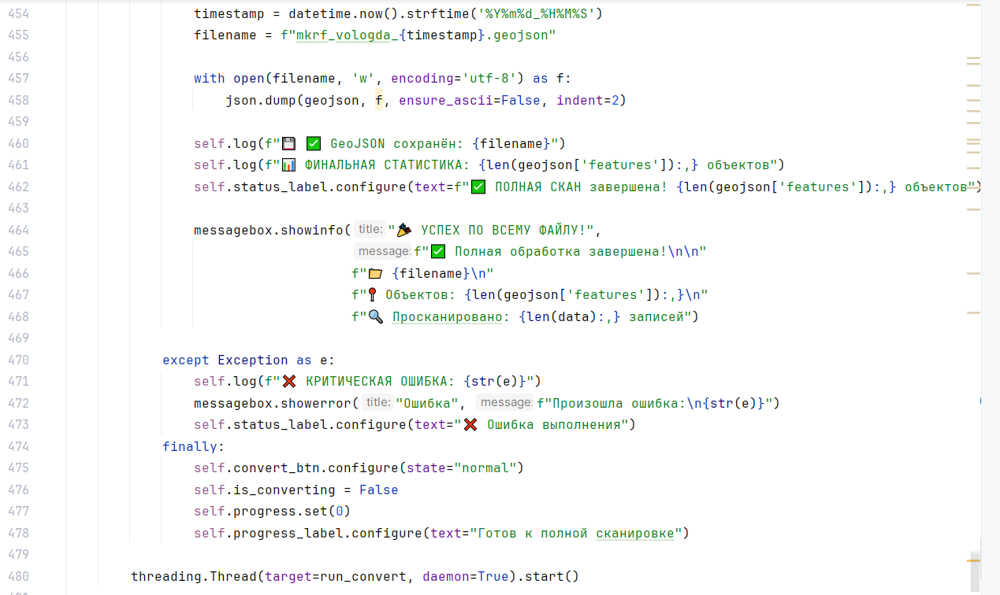 454 timestamp = datetime.now().strftime('%Y%m%d_%H%M%S')
455 filename = f"mkrf_vologda_{timestamp}.geojson"
456
457 with open(filename, 'w', encoding='utf-8') as f:
458 json.dump(geojson, f, ensure_ascii=False, indent=2)
459
460 self.log(f"💾 ✅ GeoJSON сохранён: {filename}")
461 self.log(f"📊 ФИНАЛЬНАЯ СТАТИСТИКА: {len(geojson['features']):,} объектов")
462 self.status_label.configure(text=f"✅ ПОЛНАЯ СКАН завершена! {len(geojson['features']):,} объектов")
463
464 messagebox.showinfo( title: "🎉 УСПЕХ ПО ВСЕМУ ФАЙЛУ!",
465 message: f"✅ Полная обработка завершена!\n\n"
466 f"📁 {filename}\n"
467 f"📍 Объектов: {len(geojson['features']):,}\n"
468 f"🔍 Просканировано: {len(data):,} записей")
469
470 except Exception as e:
471 self.log(f"❌ КРИТИЧЕСКАЯ ОШИБКА: {str(e)}")
472 messagebox.showerror( title: "Ошибка", message: f"Произошла ошибка:\n{str(e)}")
473 self.status_label.configure(text="❌ Ошибка выполнения")
474 finally:
475 self.convert_btn.configure(state="normal")
476 self.is_converting = False
477 self.progress.set(0)
478 self.progress_label.configure(text="Готов к полной сканировке")
479
480 threading.Thread(target=run_convert, daemon=True).start()